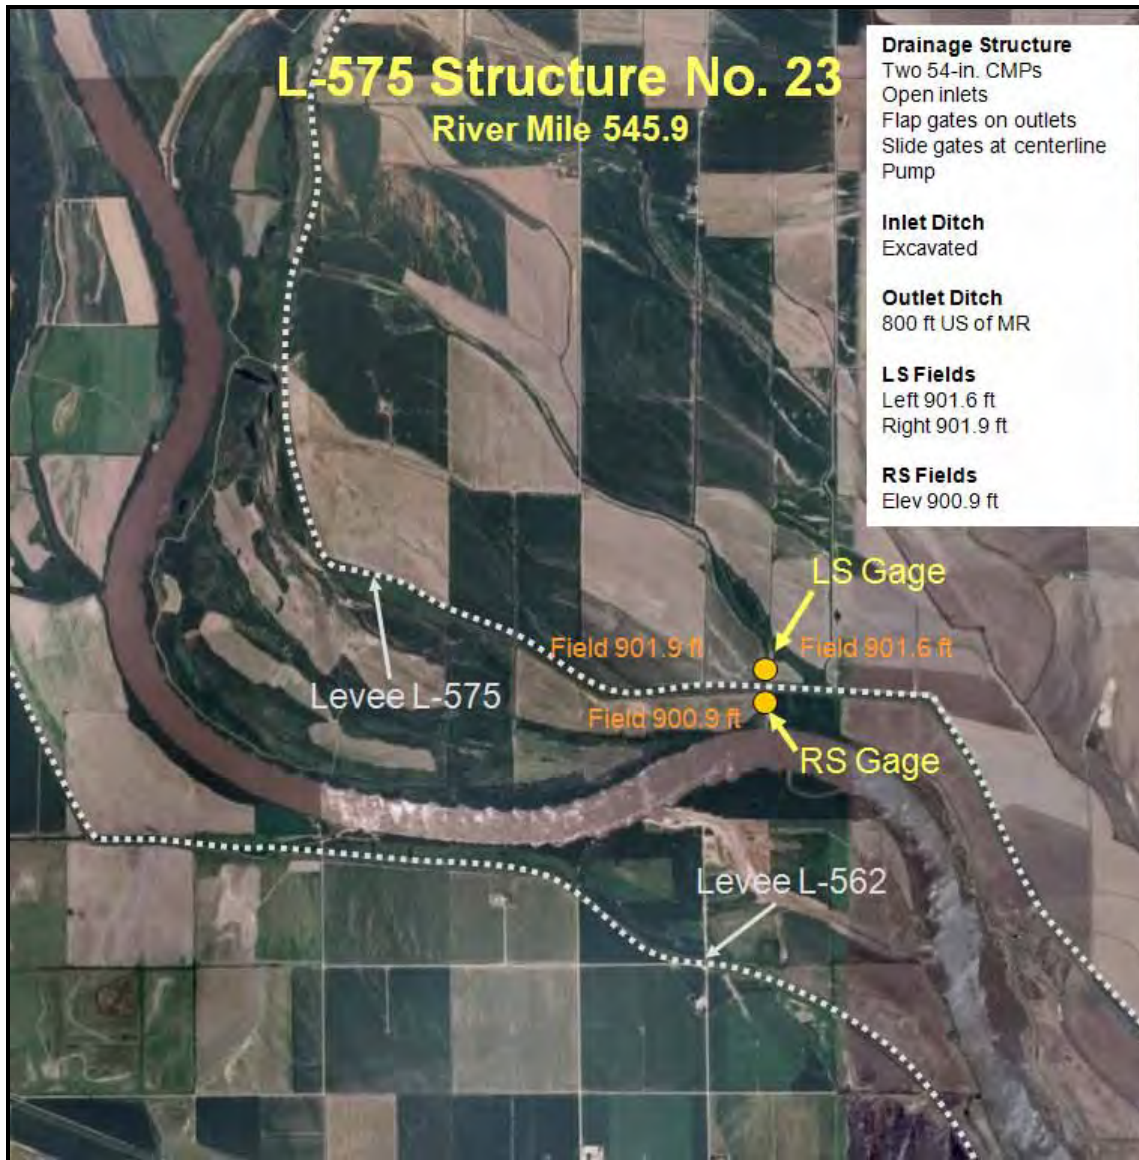 L-575 Structure No. 23
River Mile 545.9
Drainage Structure
Two 54-in. CMPs
Open inlets
Flap gates on outlets
Slide gates at centerline
Pump
Inlet Ditch
Excavated
Outlet Ditch
800 ft US of MR
LS Fields
Left 901.6 ft
Right 901.9 ft
RS Fields
Elev 900.9 ft
LS Gage
Field 901.9 ft
Field 901.6 ft
Levee L-575
Field 900.9 ft
RS Gage
Levee L-562